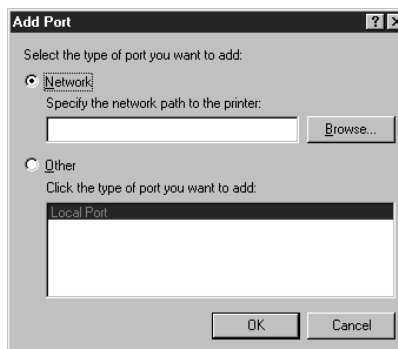 Add Port
Select the type of port you want to add:
Network
Specify the network path to the printer:
Browse...
Other
Click the type of port you want to add:
Local Port
OK Cancel